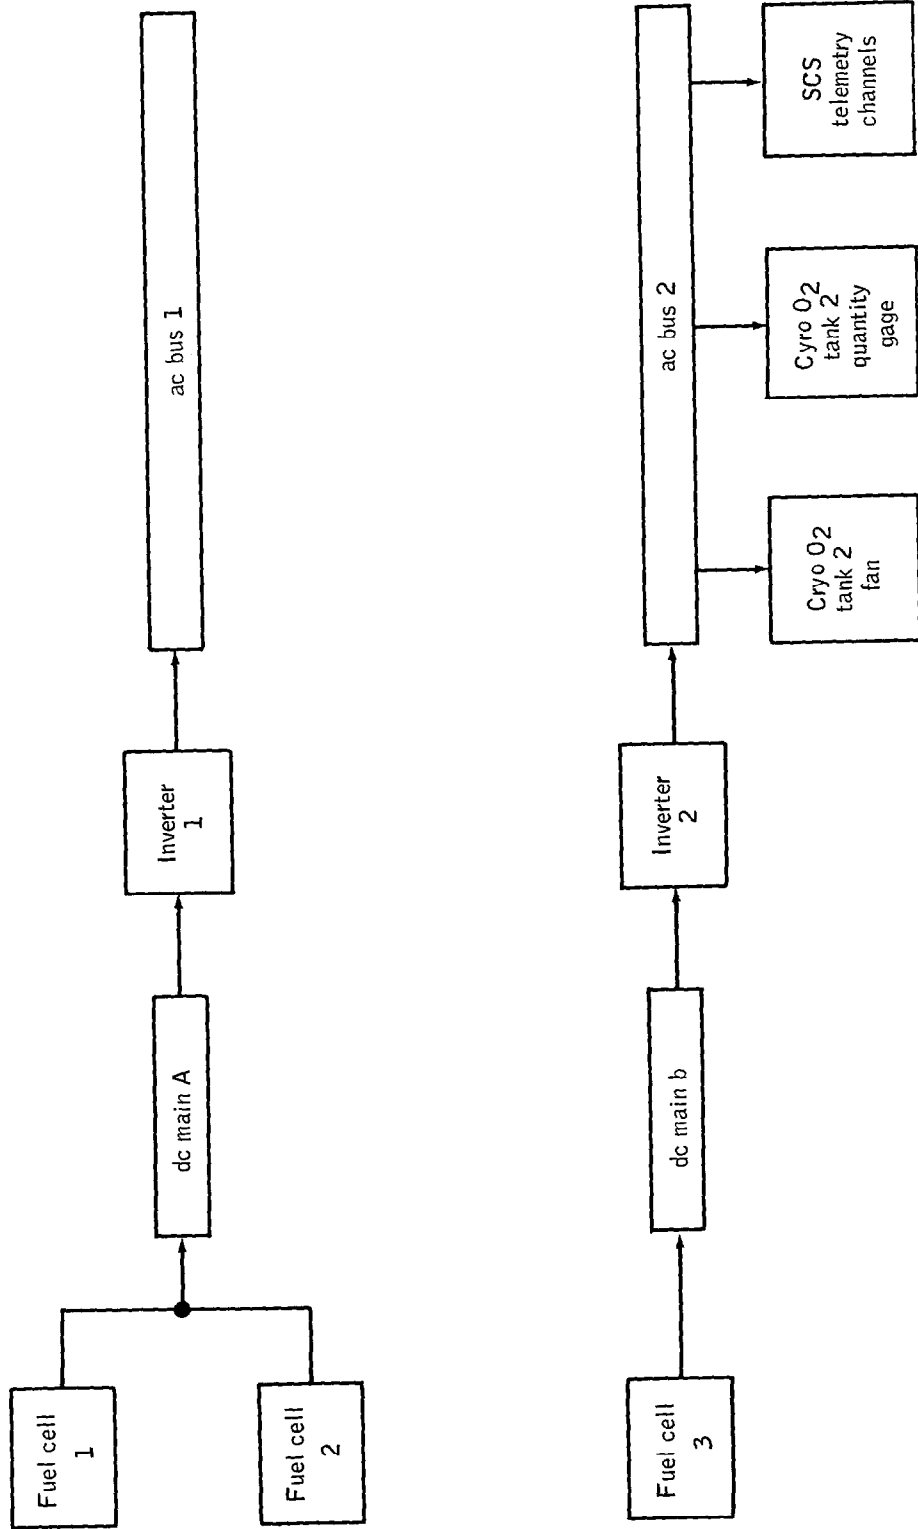 Fuel cell
1
Fuel cell
2
dc main A
Inverter
1
ac bus 1
Fuel cell
3
dc main b
Inverter
2
ac bus 2
Cryo O2
tank 2
fan
Cyro O2
tank 2
quantity
gage
SCS
telemetry
channels